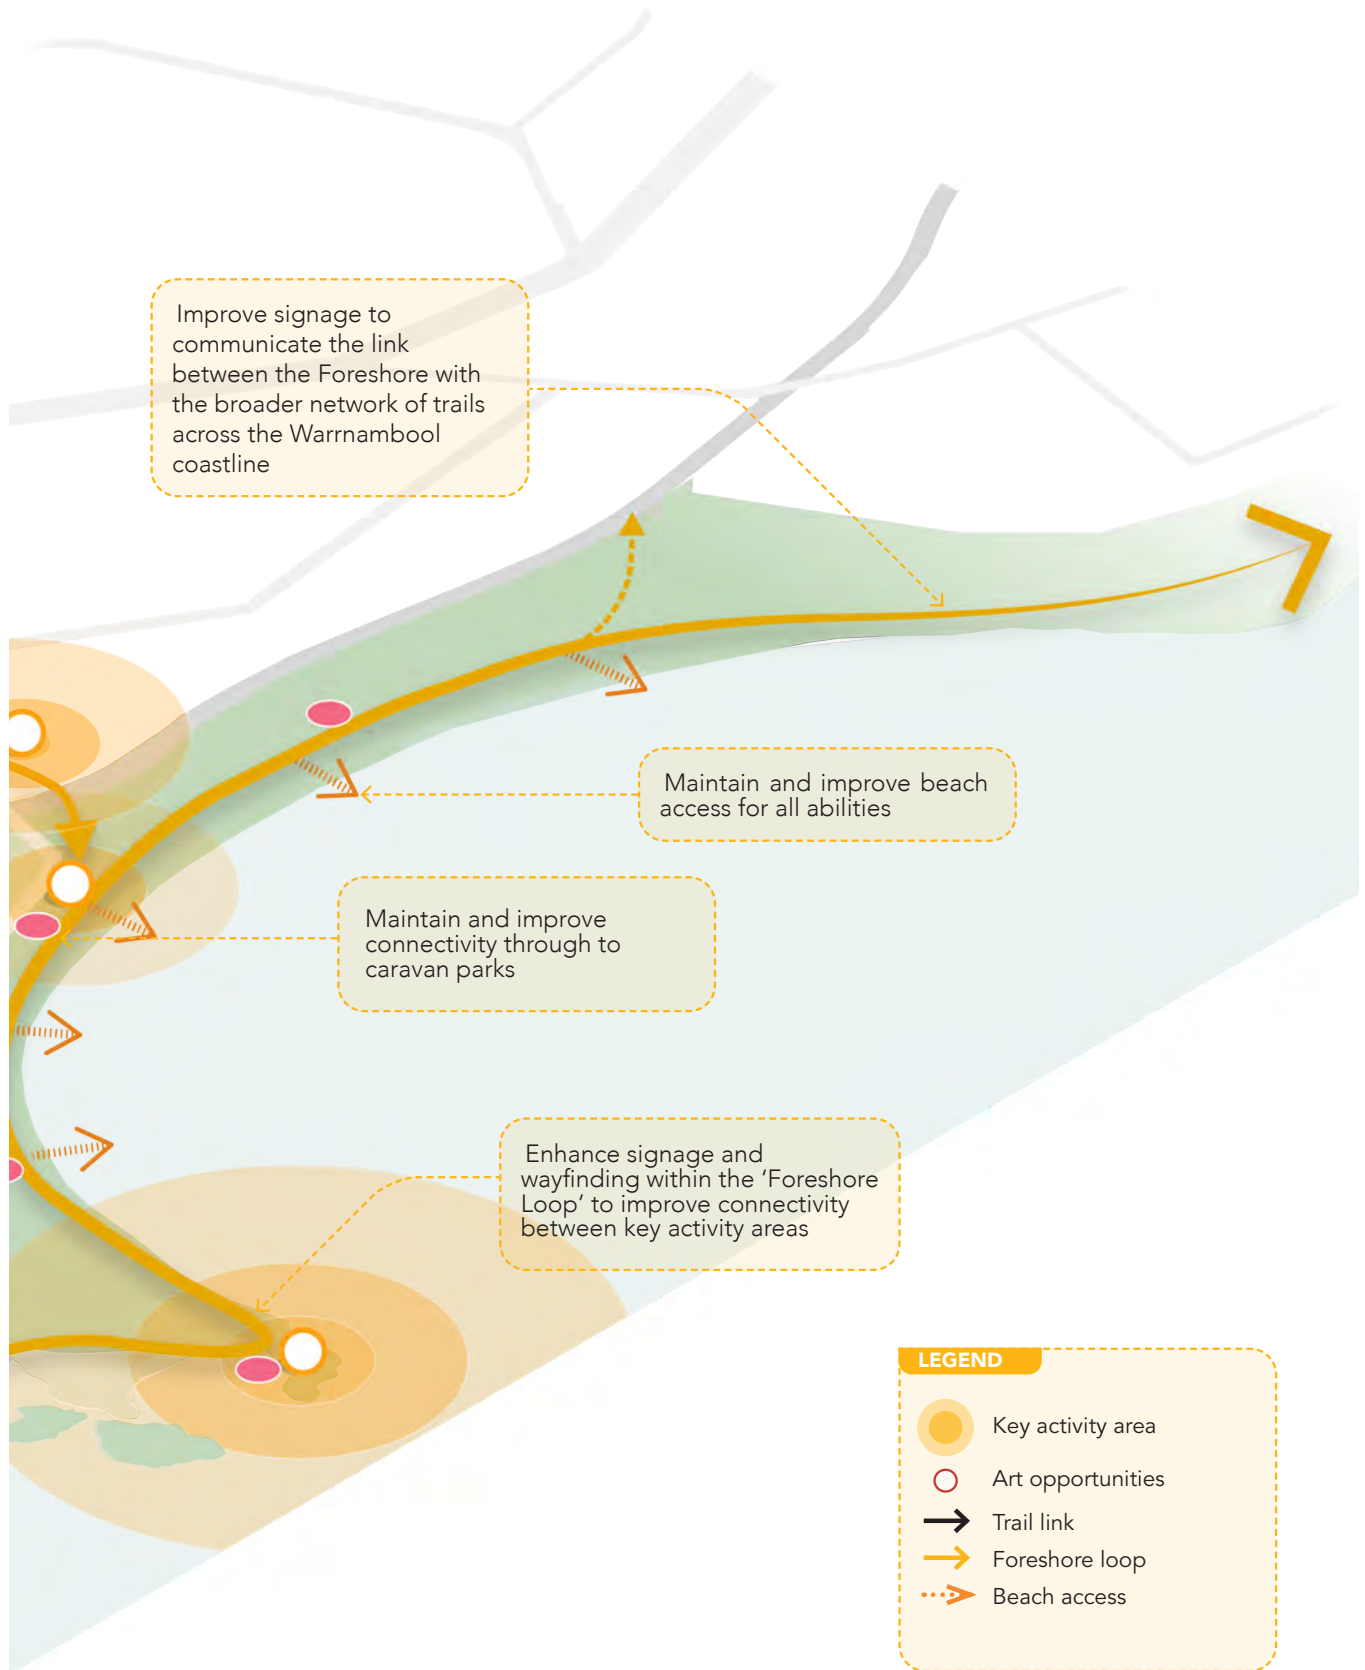 Improve signage to
communicate the link
between the Foreshore with
the broader network of trails
across the Warrnambool
coastline
Maintain and improve beach
access for all abilities
Maintain and improve
connectivity through to
caravan parks
Enhance signage and
wayfinding within the ‘Foreshore
Loop’ to improve connectivity
between key activity areas
LEGEND
Key activity area
Art opportunities
Trail link
Foreshore loop
Beach access